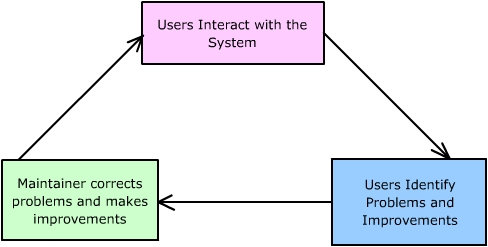 Users Interact with the
System
Maintainer corrects
problems and makes
improvements
Users Identify
Problems and
Improvements